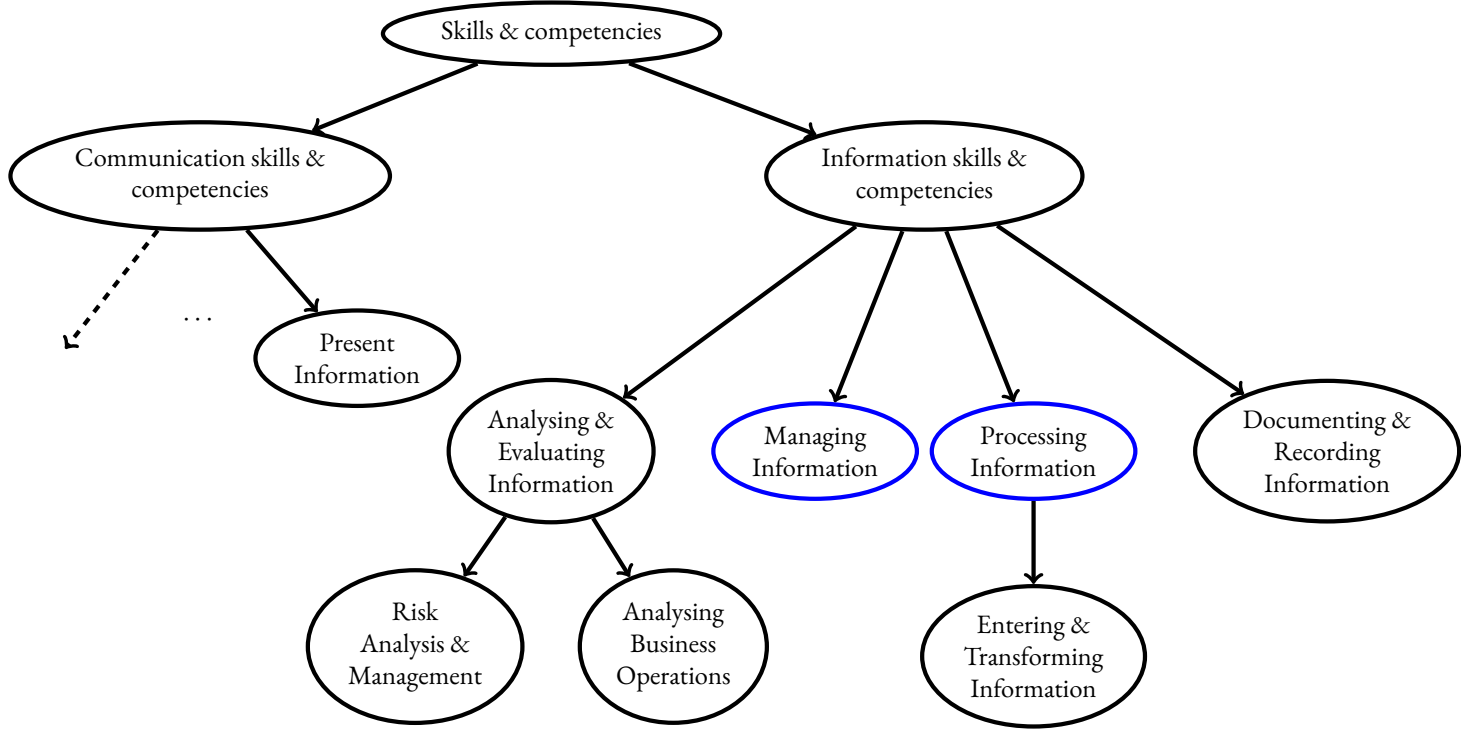 Skills & competencies
Communication skills &
competencies
Information skills &
competencies
. . .
Present
Information
Analysing &
Evaluating
Information
Managing
Information
Processing
Information
Documenting &
Recording
Information
Risk
Analysis &
Management
Analysing
Business
Operations
Entering &
Transforming
Information